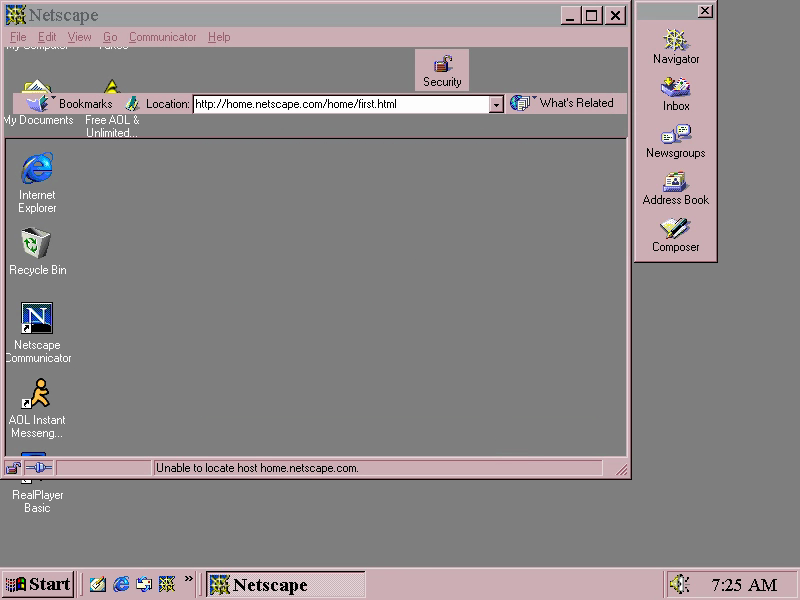 Netscape
File Edit View Go Communicator Help
My Computer
Security
Bookmarks Location: http://home.netscape.com/home/first.html What's Related
My Documents
Free AOL &
Unlimited...
Internet
Explorer
Recycle Bin
Netscape
Communicator
AOL Instant
Messeng...
Unable to locate host home.netscape.com.
RealPlayer
Basic
Navigator
Inbox
Newsgroups
Address Book
Composer
Start
»
Netscape
7:25 AM